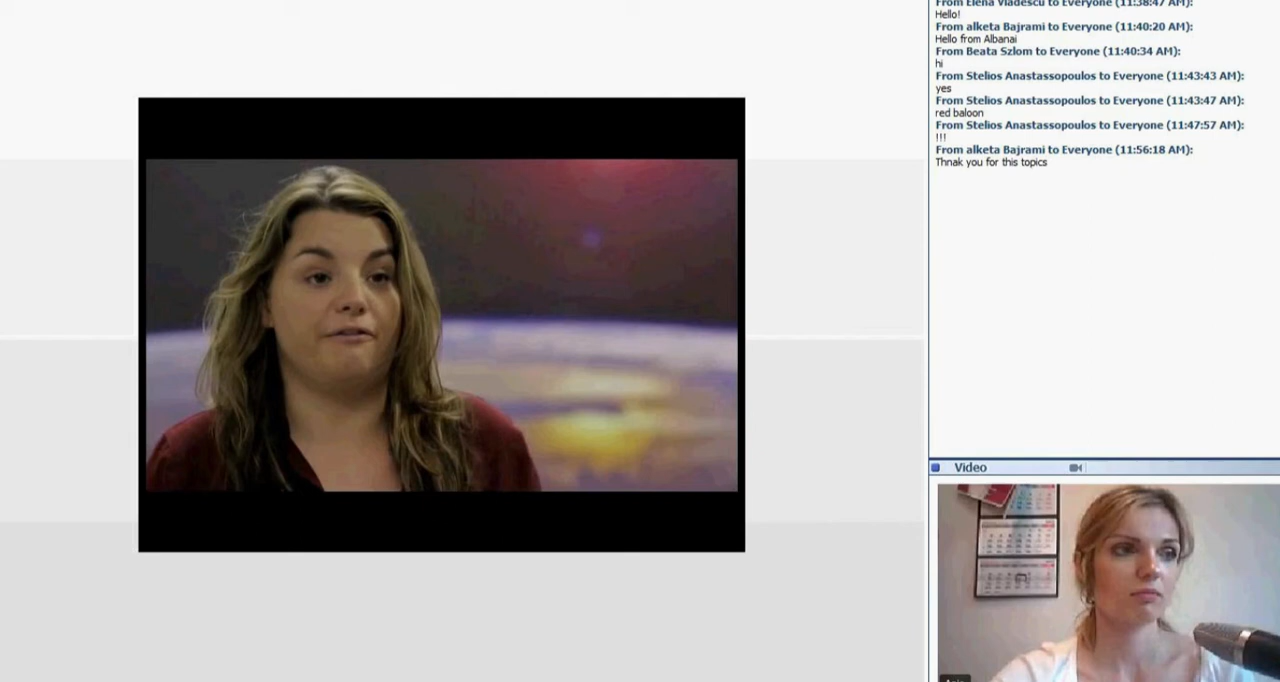 From Elena Vladescu to Everyone (11:38:47 AM):
Hello!
From alketa Bajrami to Everyone (11:40:20 AM):
Hello from Albanai
From Beata Szlom to Everyone (11:40:34 AM):
hi
From Stelios Anastassopoulos to Everyone (11:43:43 AM):
yes
From Stelios Anastassopoulos to Everyone (11:43:47 AM):
red baloon
From Stelios Anastassopoulos to Everyone (11:47:57 AM):
!!!
From alketa Bajrami to Everyone (11:56:18 AM):
Thnak you for this topics
Video